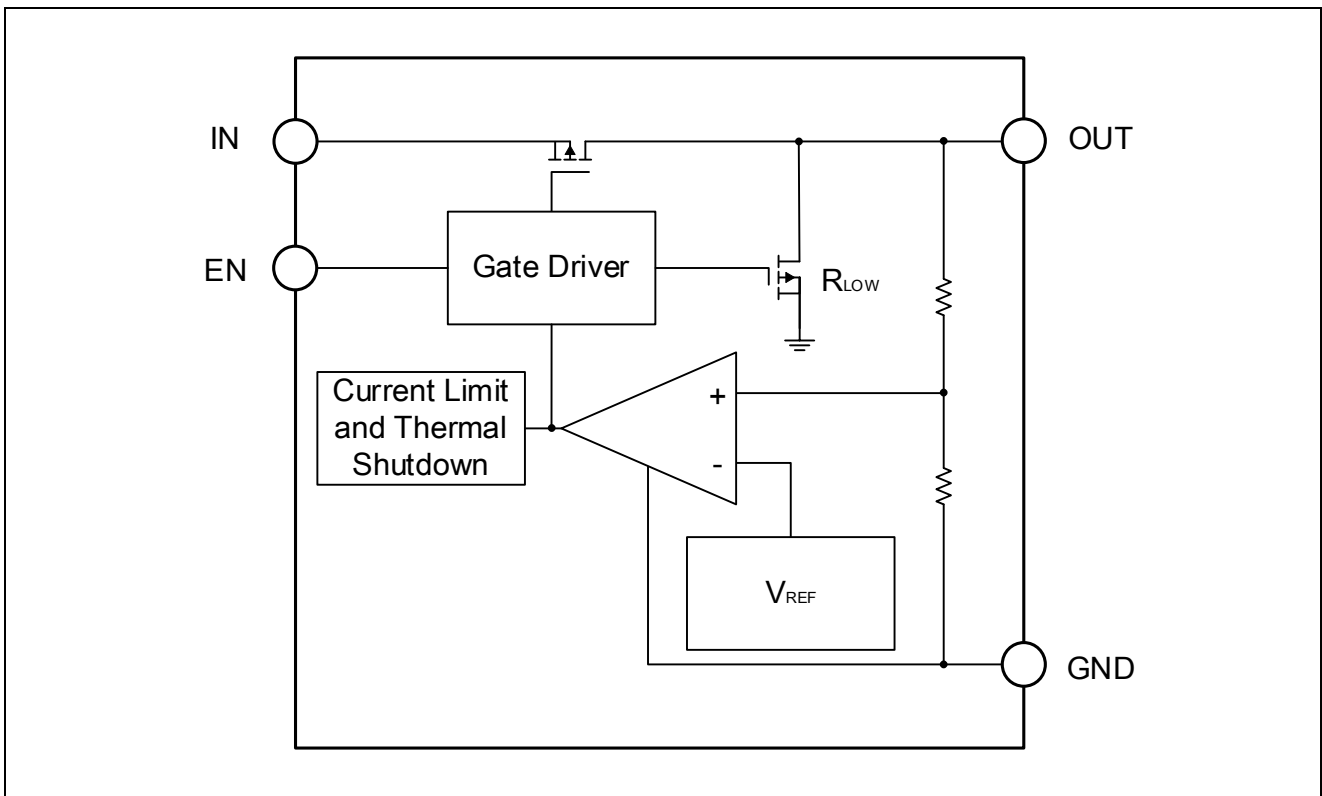 IN
OUT
EN
Gate Driver
RLOW
Current Limit
and Thermal
Shutdown
+
-
VREF
GND